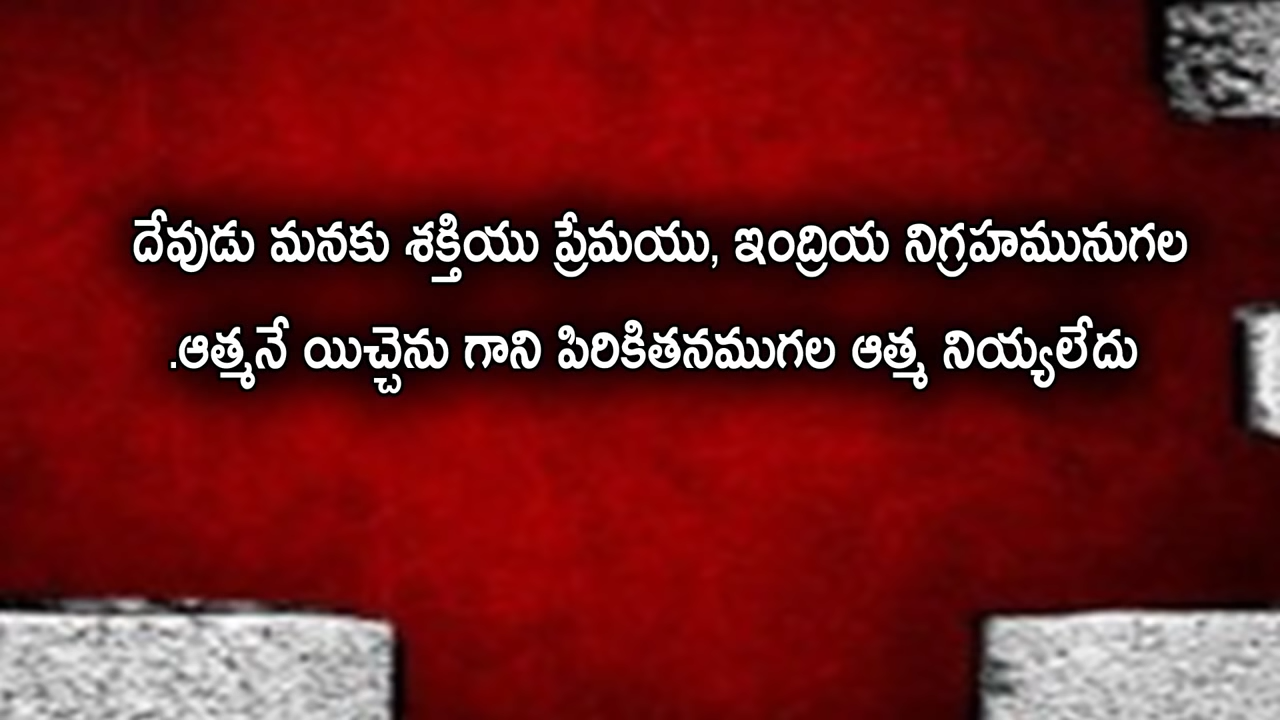 దేవుడు మనకు శక్తియు ప్రేమయు, ఇంద్రియ నిగ్రహమునుగల
.ఆత్మనే యిచ్చెను గాని పిరికితనముగల ఆత్మ నియ్యలేదు